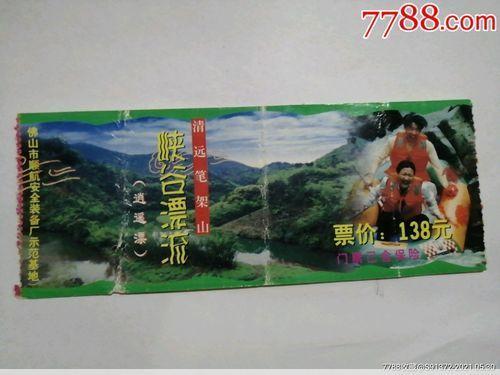 7788.com
佛山市顺航安全装备厂示范基地
清远笔架山
峡谷漂流
（逍遥漂）
票价：138元
门票已含保险